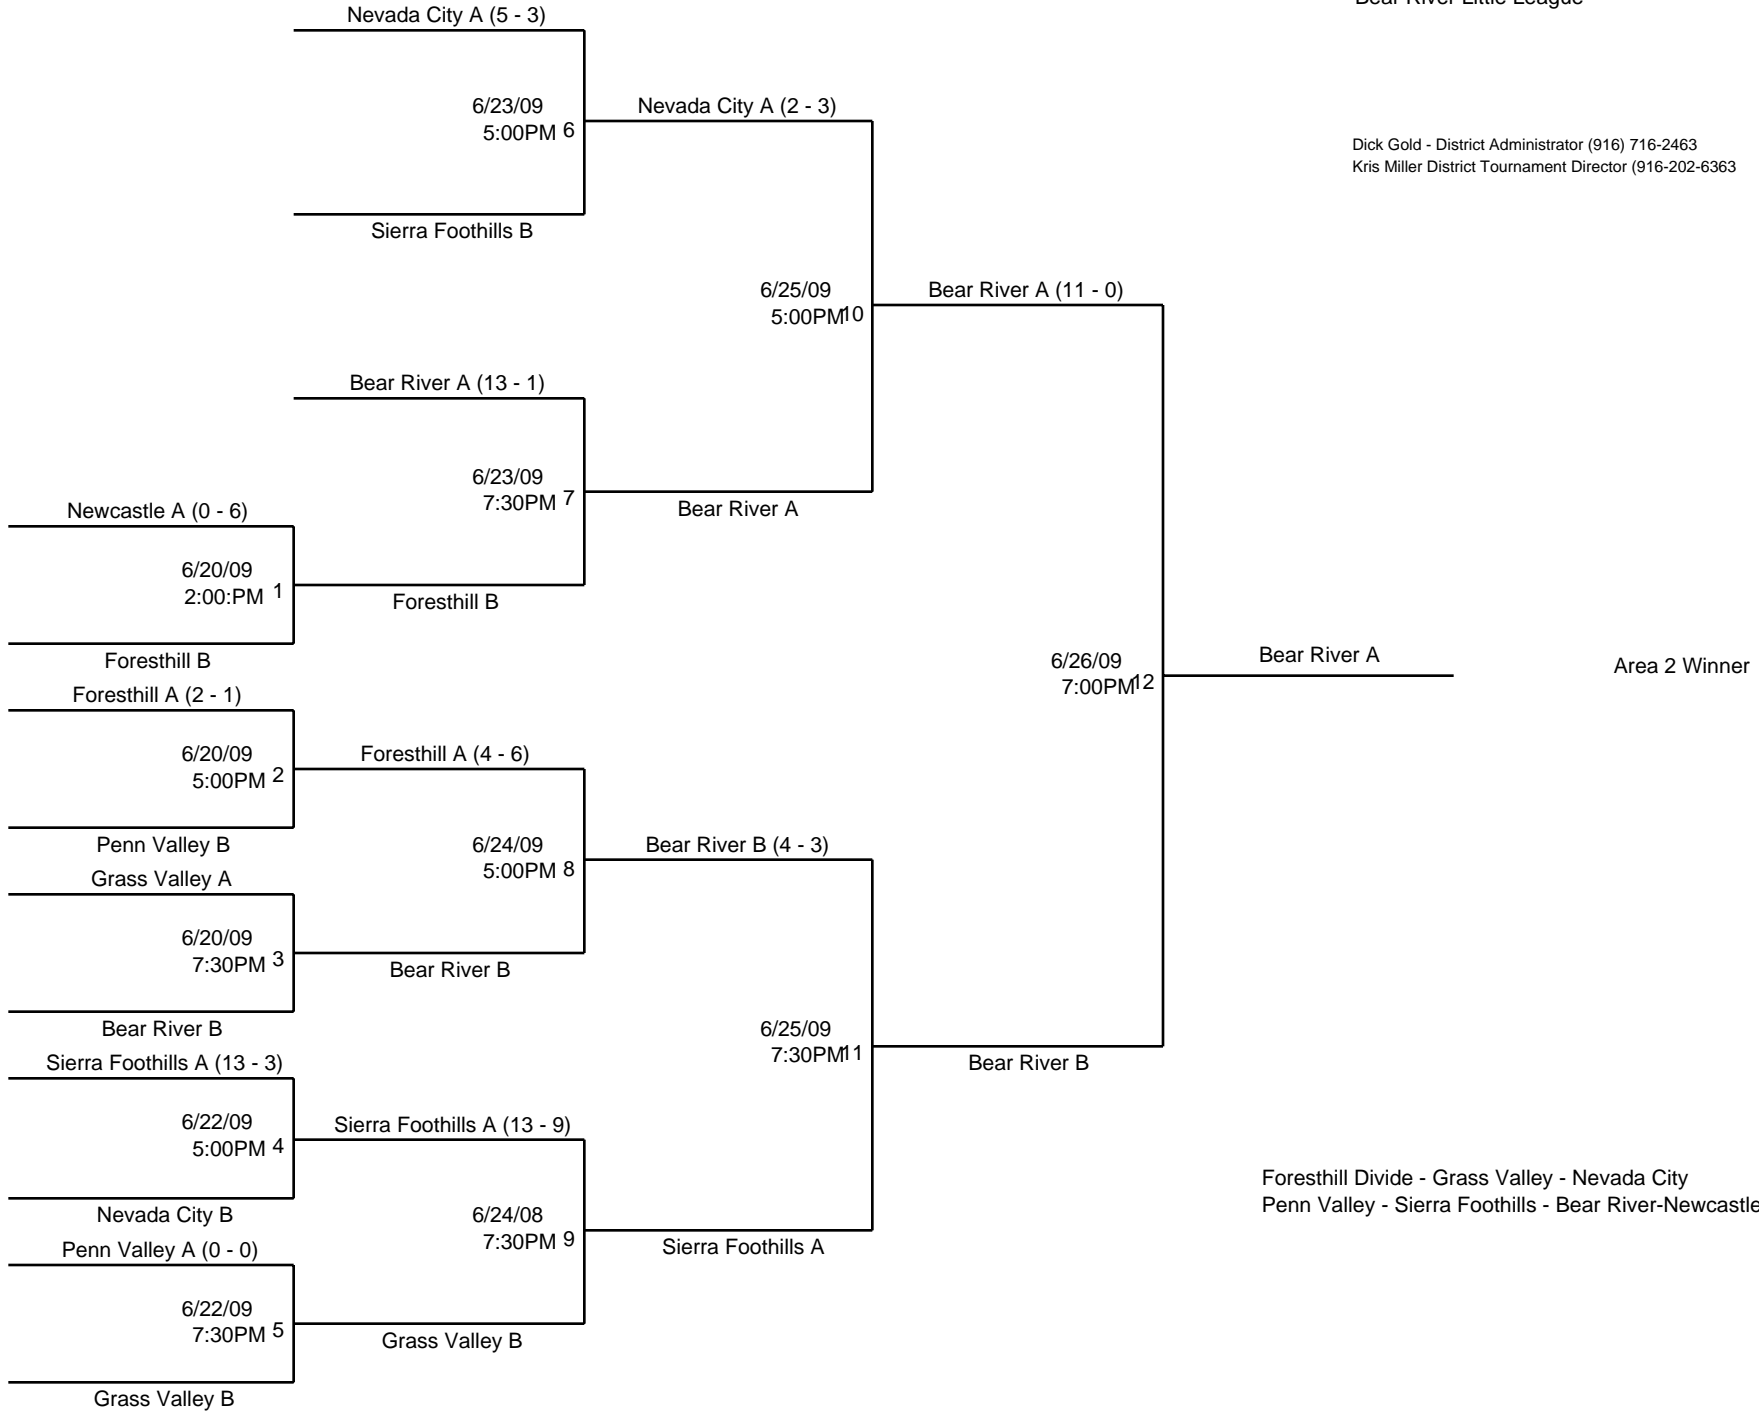 Bear River Little League
Nevada City A (5 - 3)
6/23/09
5:00PM 6
Nevada City A (2 - 3)
Dick Gold - District Administrator (916) 716-2463
Kris Miller District Tournament Director (916-202-6363
Sierra Foothills B
6/25/09
5:00PM 10
Bear River A (11 - 0)
Bear River A (13 - 1)
6/23/09
7:30PM 7
Bear River A
Newcastle A (0 - 6)
6/20/09
2:00:PM 1
Foresthill B
Foresthill B
Foresthill A (2 - 1)
6/26/09
7:00PM 12
Bear River A
Area 2 Winner
6/20/09
5:00PM 2
Foresthill A (4 - 6)
Penn Valley B
Grass Valley A
6/24/09
5:00PM 8
Bear River B (4 - 3)
6/20/09
7:30PM 3
Bear River B
Bear River B
6/25/09
7:30PM 11
Bear River B
Sierra Foothills A (13 - 3)
6/22/09
5:00PM 4
Sierra Foothills A (13 - 9)
Nevada City B
6/24/08
7:30PM 9
Sierra Foothills A
Foresthill Divide - Grass Valley - Nevada City
Penn Valley - Sierra Foothills - Bear River-Newcastle
Penn Valley A (0 - 0)
6/22/09
7:30PM 5
Grass Valley B
Grass Valley B